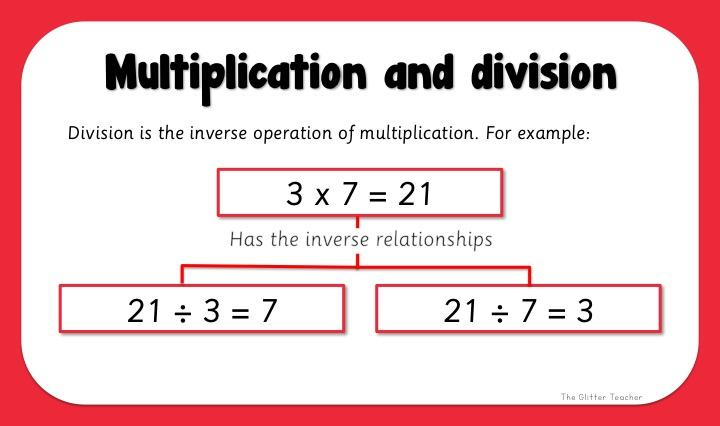 Multiplication and division
Division is the inverse operation of multiplication. For example:
3 x 7 = 21
Has the inverse relationships
21 ÷ 3 = 7
21 ÷ 7 = 3
The Glitter Teacher